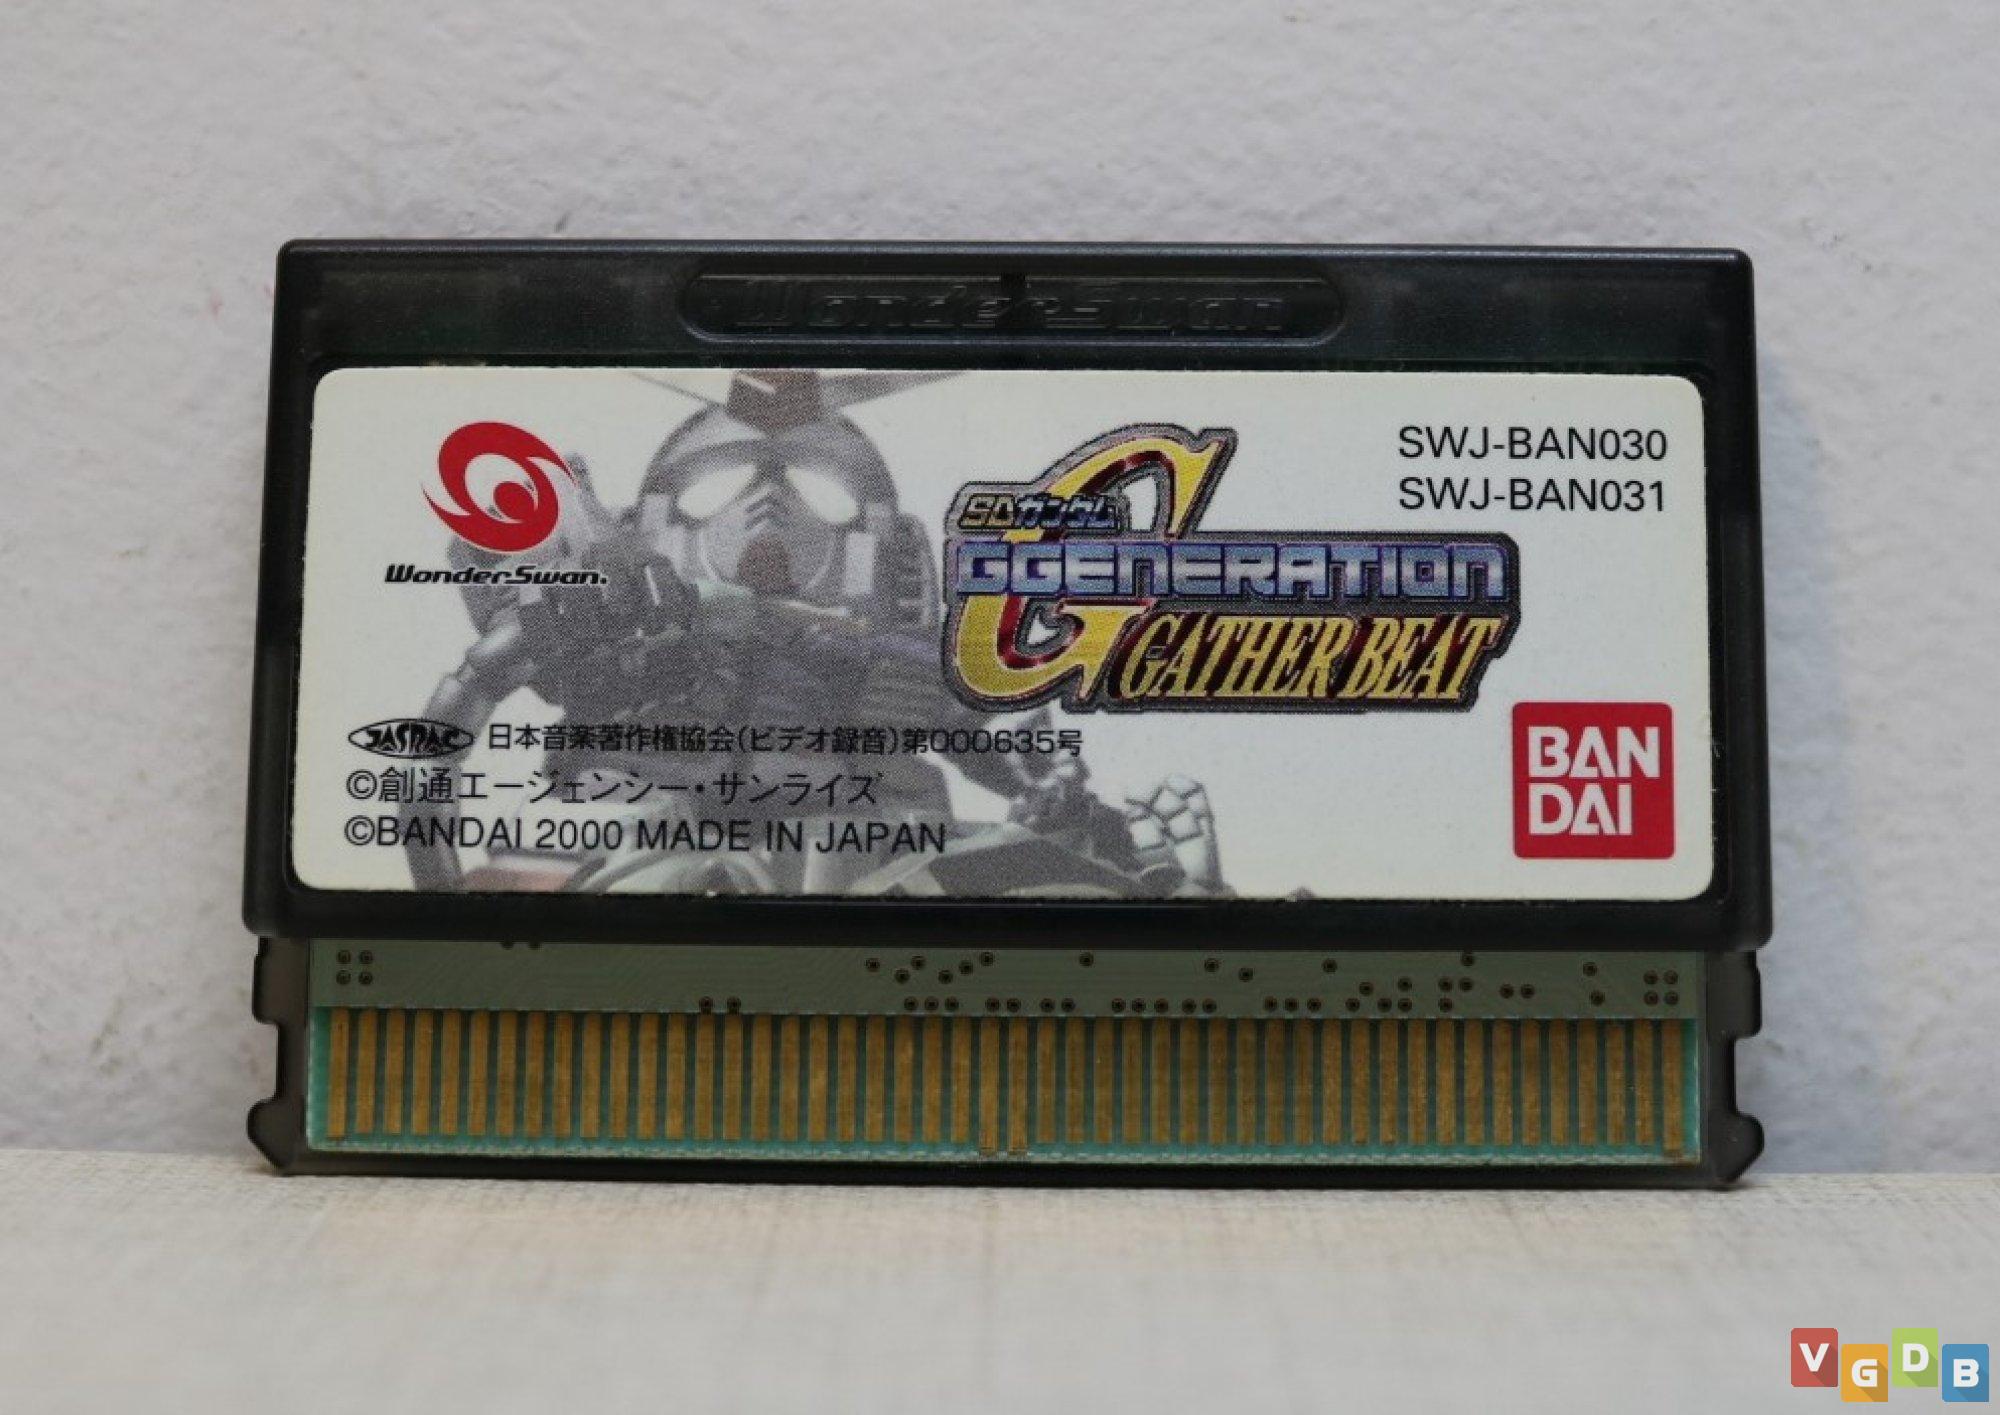 WonderSwan
WonderSwan.
SWJ-BAN030
SWJ-BAN031
SDガンダム
G
GGENERATION
GATHER BEAT
JASRAC 日本音楽著作権協会(ビデオ録音)第000635号
©創通エージェンシー・サンライズ
©BANDAI 2000 MADE IN JAPAN
BAN
DAI
VGDB